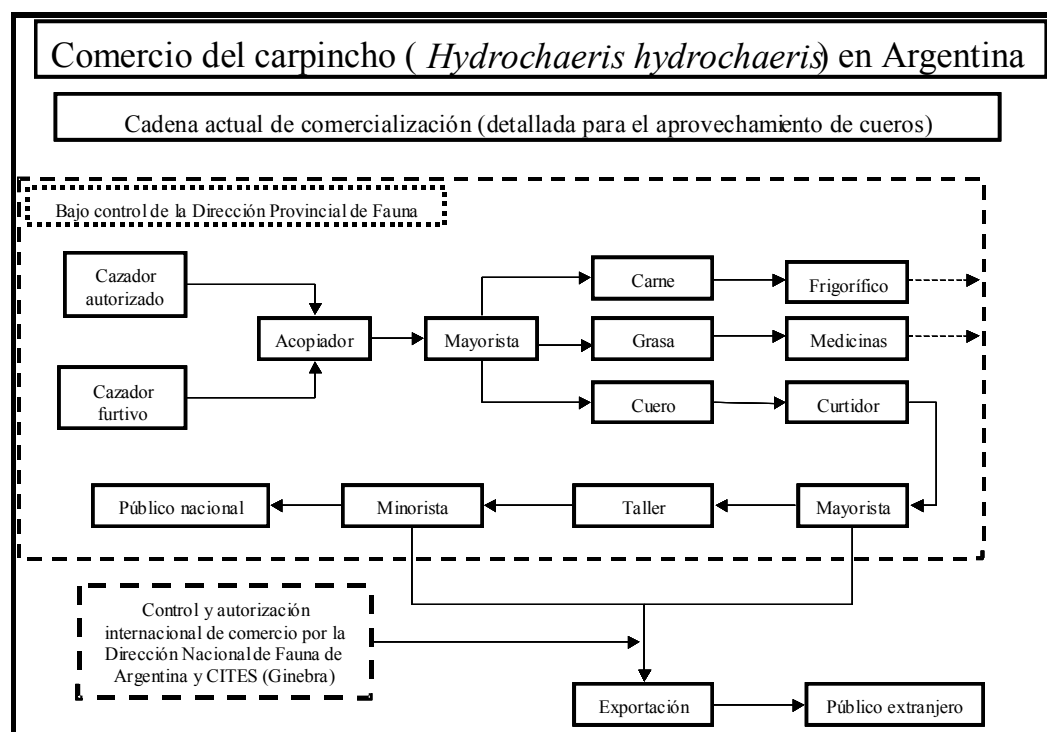 Comercio del carpincho ( Hydrochaeris hydrochaeris) en Argentina
Cadena actual de comercialización (detallada para el aprovechamiento de cueros)
Bajo control de la Dirección Provincial de Fauna
Cazador
autorizado
Cazador
furtivo
Acopiador
Mayorista
Carne
Frigorífico
Grasa
Medicinas
Cuero
Curtidor
Público nacional
Minorista
Taller
Mayorista
Control y autorización
internacional de comercio por la
Dirección Nacional de Fauna de
Argentina y CITES (Ginebra)
Exportación
Público extranjero